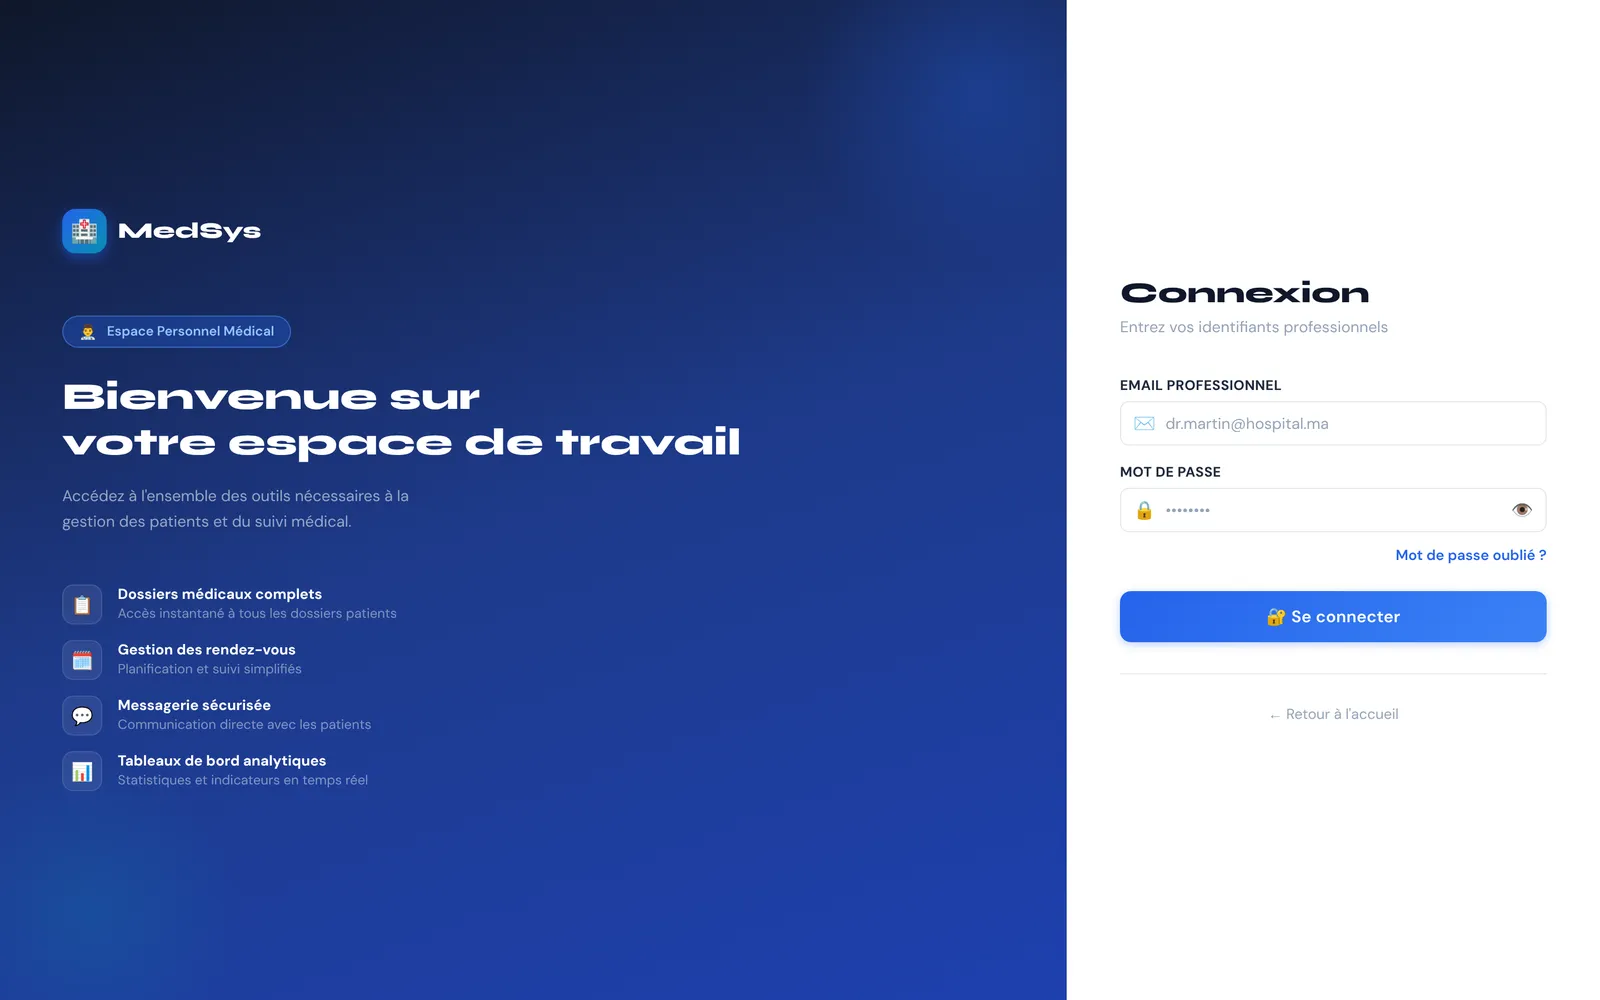 MedSys
Espace Personnel Médical
Bienvenue sur
votre espace de travail
Accédez à l'ensemble des outils nécessaires à la
gestion des patients et du suivi médical.
Dossiers médicaux complets
Accès instantané à tous les dossiers patients
Gestion des rendez-vous
Planification et suivi simplifiés
Messagerie sécurisée
Communication directe avec les patients
Tableaux de bord analytiques
Statistiques et indicateurs en temps réel
Connexion
Entrez vos identifiants professionnels
EMAIL PROFESSIONNEL
dr.martin@hospital.ma
MOT DE PASSE
••••••••
Mot de passe oublié ?
Se connecter
← Retour à l'accueil